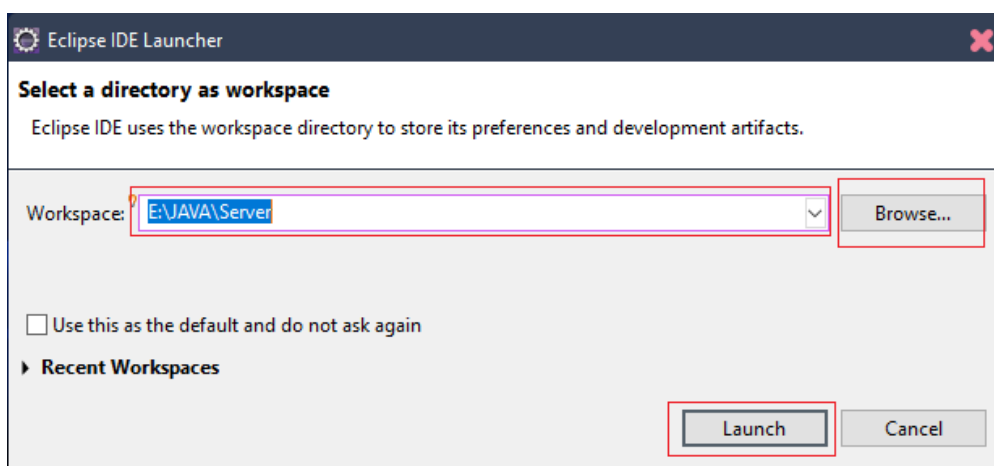 Eclipse IDE Launcher
Select a directory as workspace
Eclipse IDE uses the workspace directory to store its preferences and development artifacts.
Workspace: E:\JAVA\Server Browse...
Use this as the default and do not ask again
Recent Workspaces
Launch Cancel